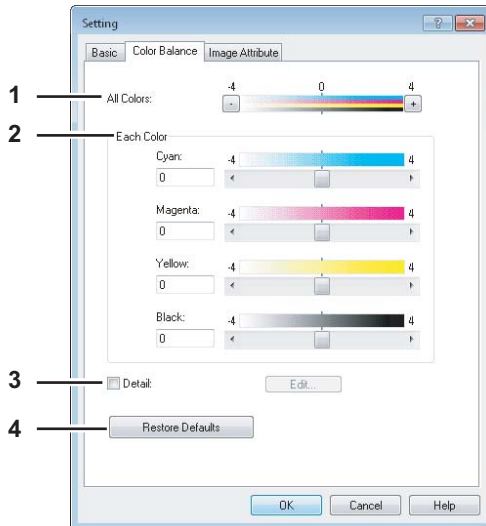 Setting
Basic Color Balance Image Attribute
-4 0 4
1 All Colors: - +
2 Each Color
Cyan: -4 4
0
Magenta: -4 4
0
Yellow: -4 4
0
Black: -4 4
0
3 Detail: Edit...
4 Restore Defaults
OK Cancel Help